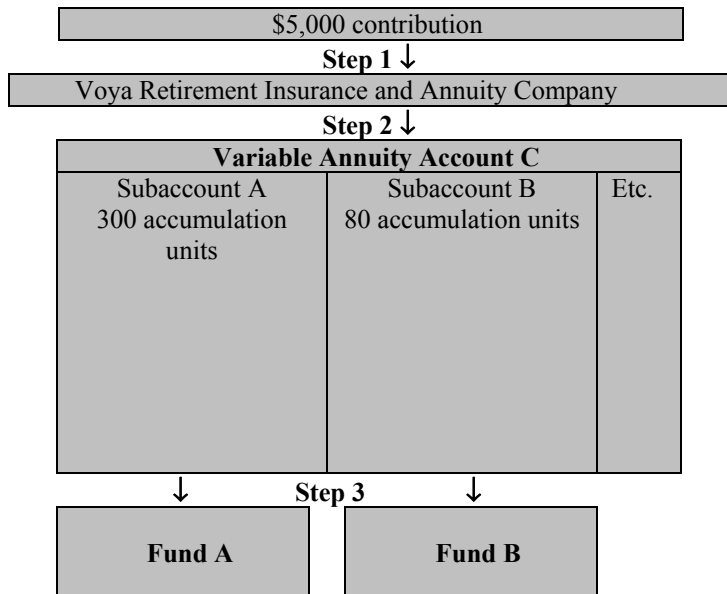 $5,000 contribution
Step 1 ↓
Voya Retirement Insurance and Annuity Company
Step 2 ↓
Variable Annuity Account C
Subaccount A
300 accumulation
units
Subaccount B
80 accumulation units
Etc.
↓ Step 3 ↓
Fund A
Fund B